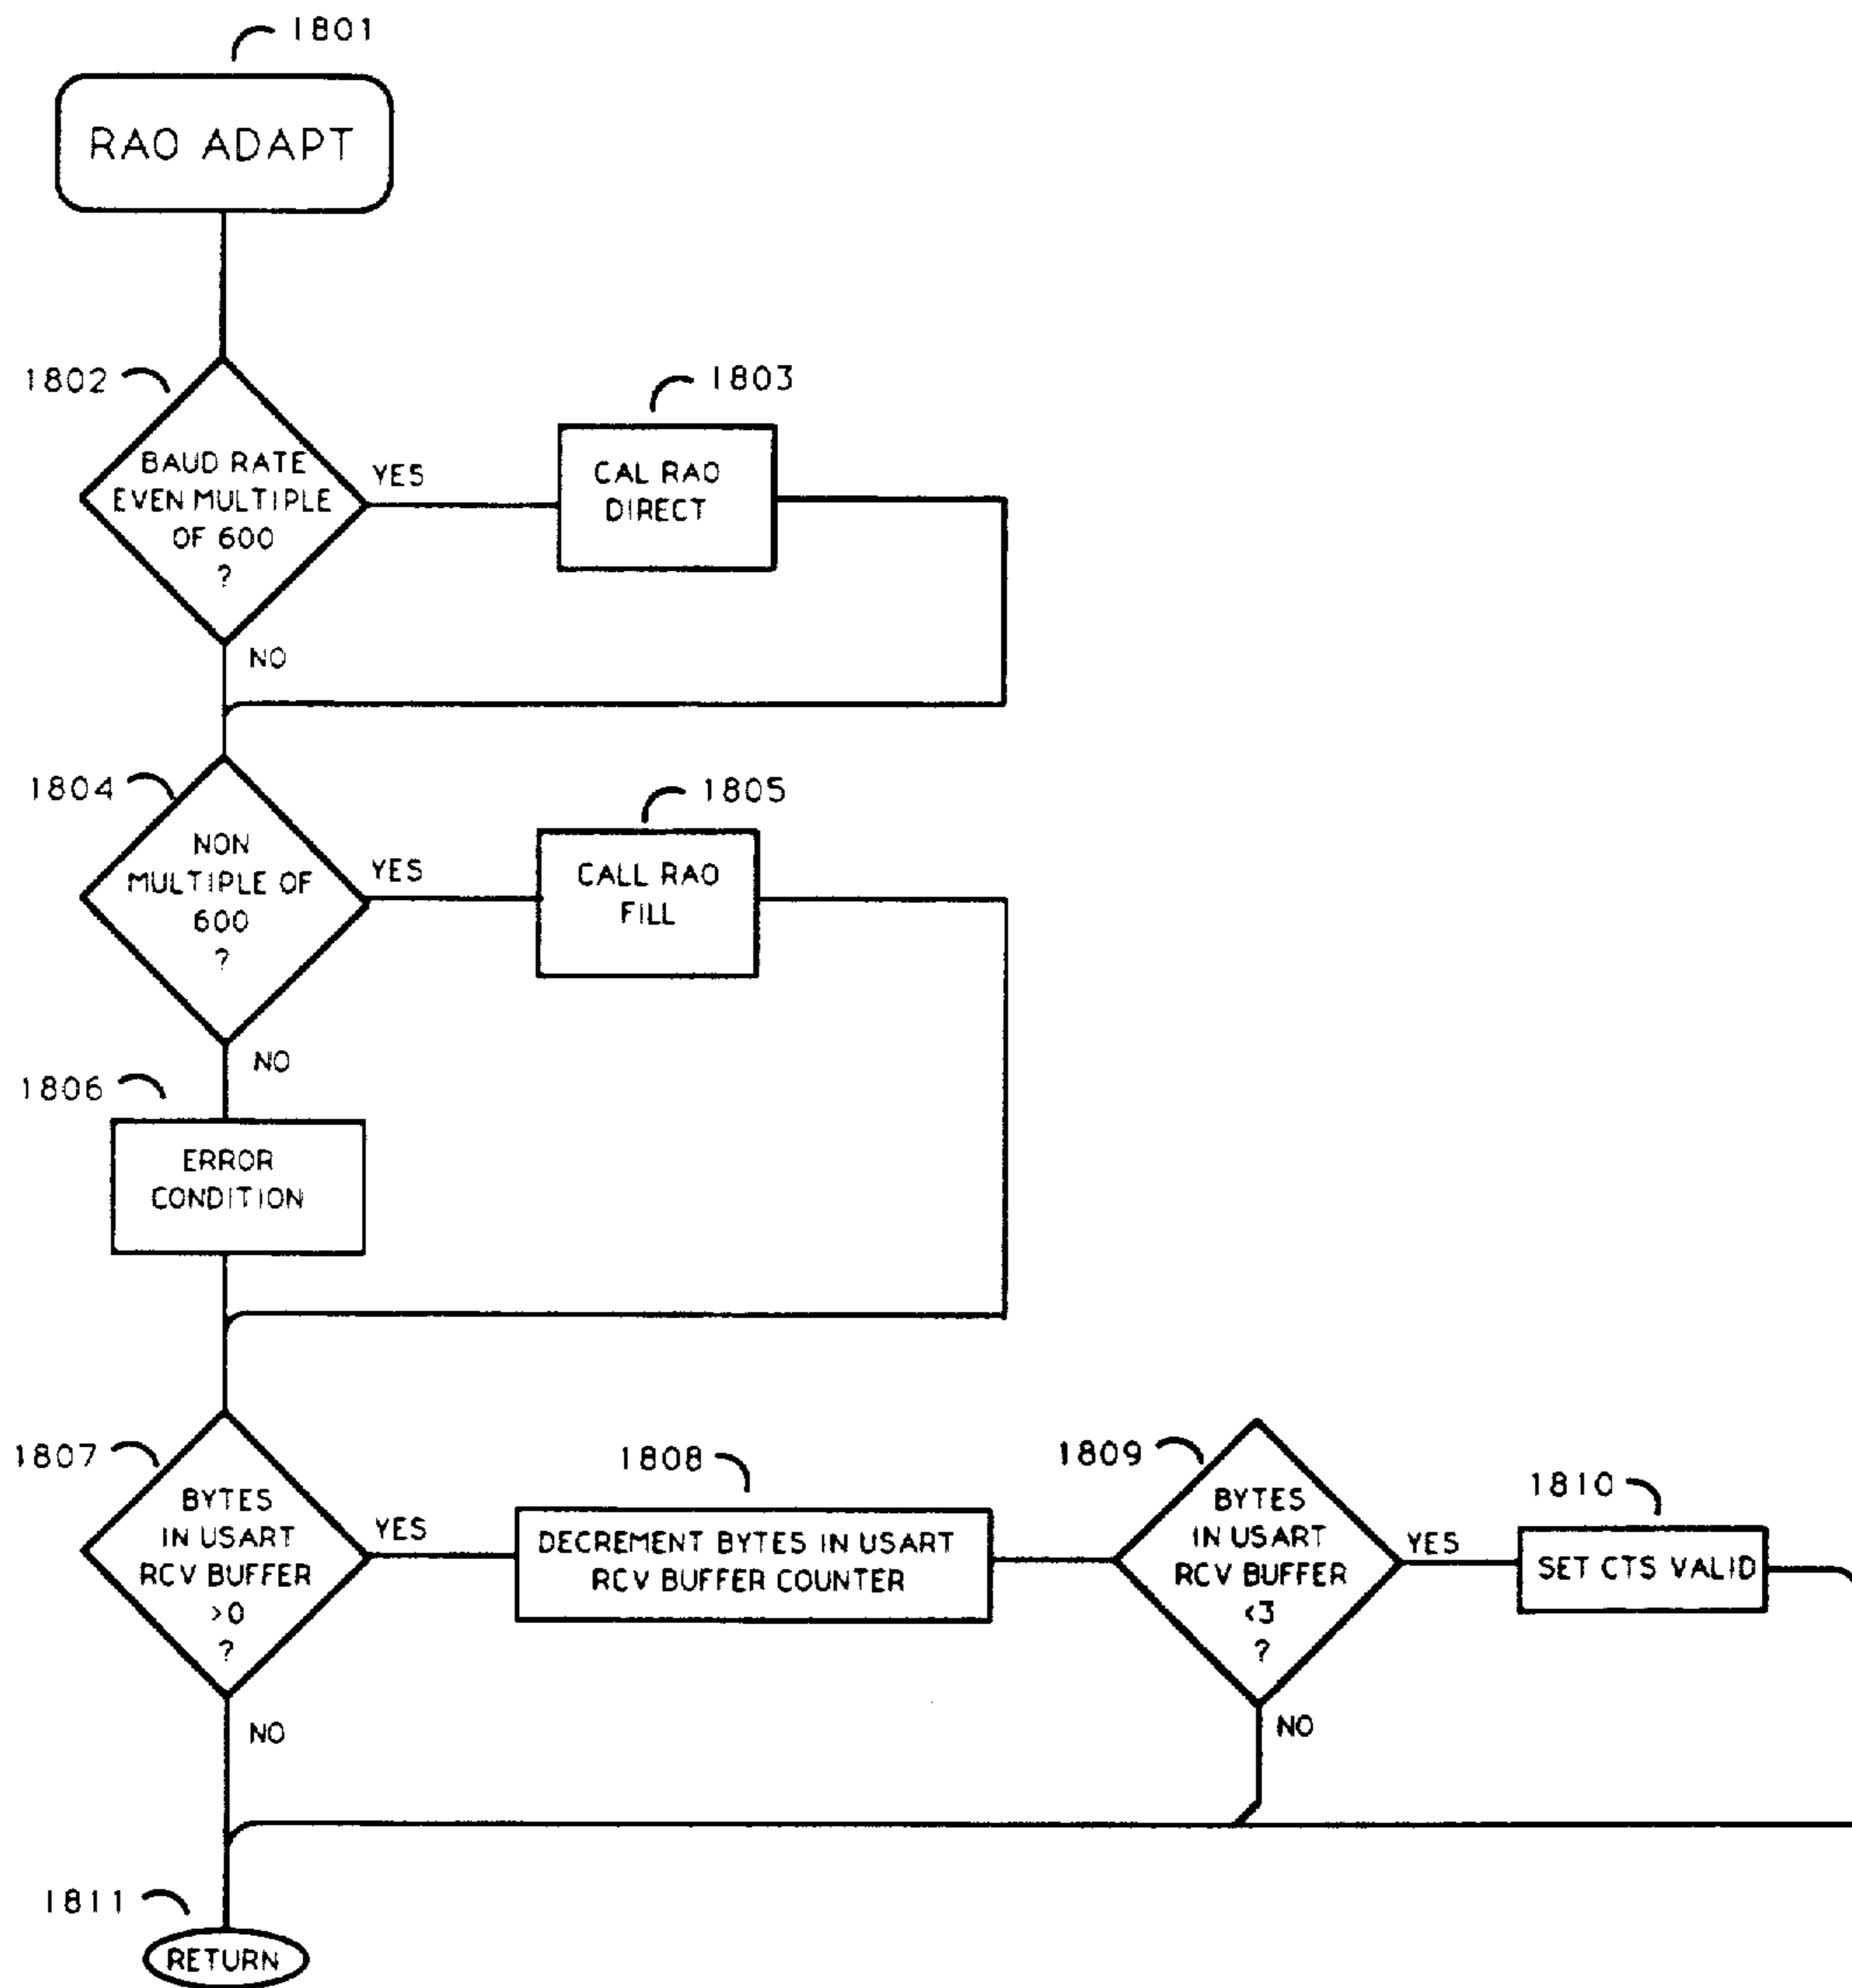 1801
RAO ADAPT
1802
BAUD RATE
EVEN MULTIPLE
OF 600
?
YES
NO
1803
CAL RAO
DIRECT
1804
NON
MULTIPLE OF
600
?
YES
NO
1805
CALL RAO
FILL
1806
ERROR
CONDITION
1807
BYTES
IN USART
RCV BUFFER
>0
?
YES
NO
1808
DECREMENT BYTES IN USART
RCV BUFFER COUNTER
1809
BYTES
IN USART
RCV BUFFER
<3
?
YES
NO
1810
SET CTS VALID
1811
RETURN